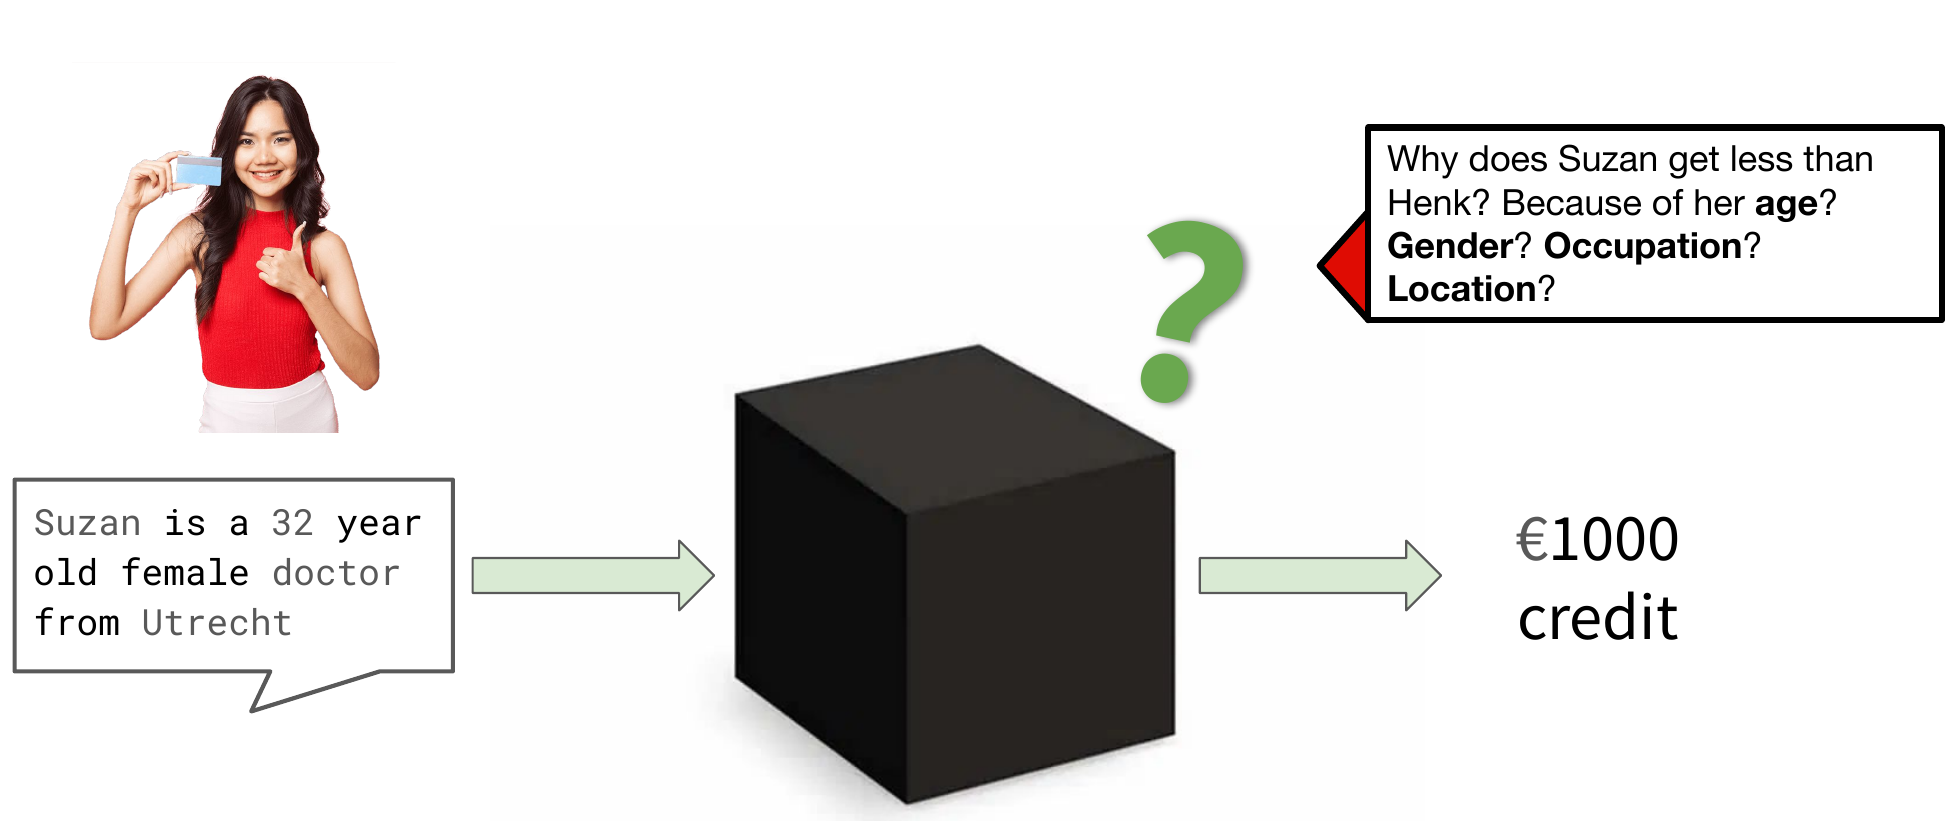 Why does Suzan get less than
Henk? Because of her age?
Gender? Occupation?
Location?
Suzan is a 32 year
old female doctor
from Utrecht
?
€1000
credit